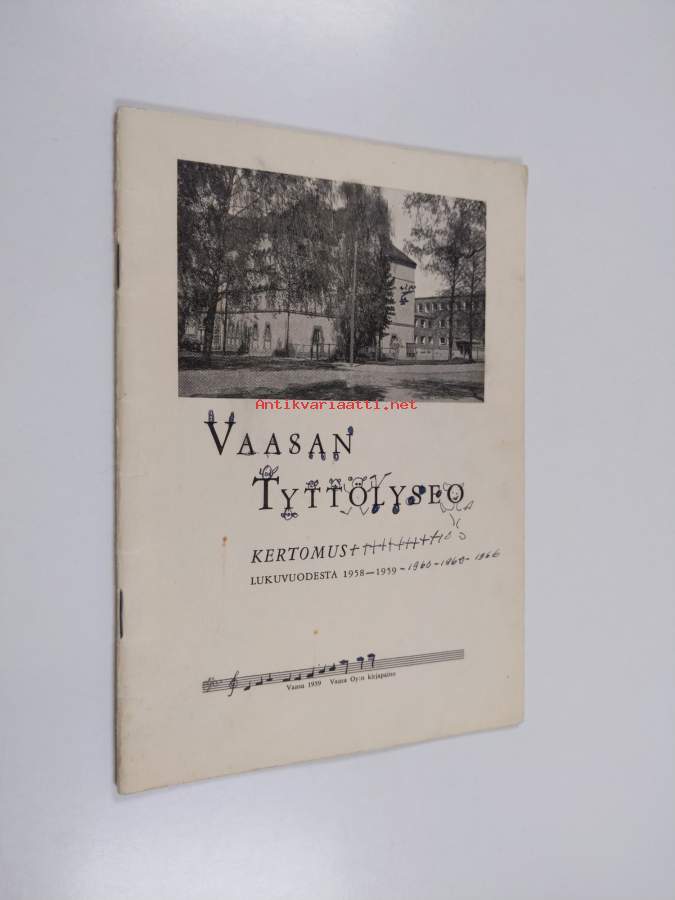 Antikvariaatti.net
VAASAN
TYTTÖLYSEO
KERTOMUS
LUKUVUODESTA 1958—1959 - 1960 - 1960 - 1966
Vaasa 1959 Vaasa Oy:n kirjapaino